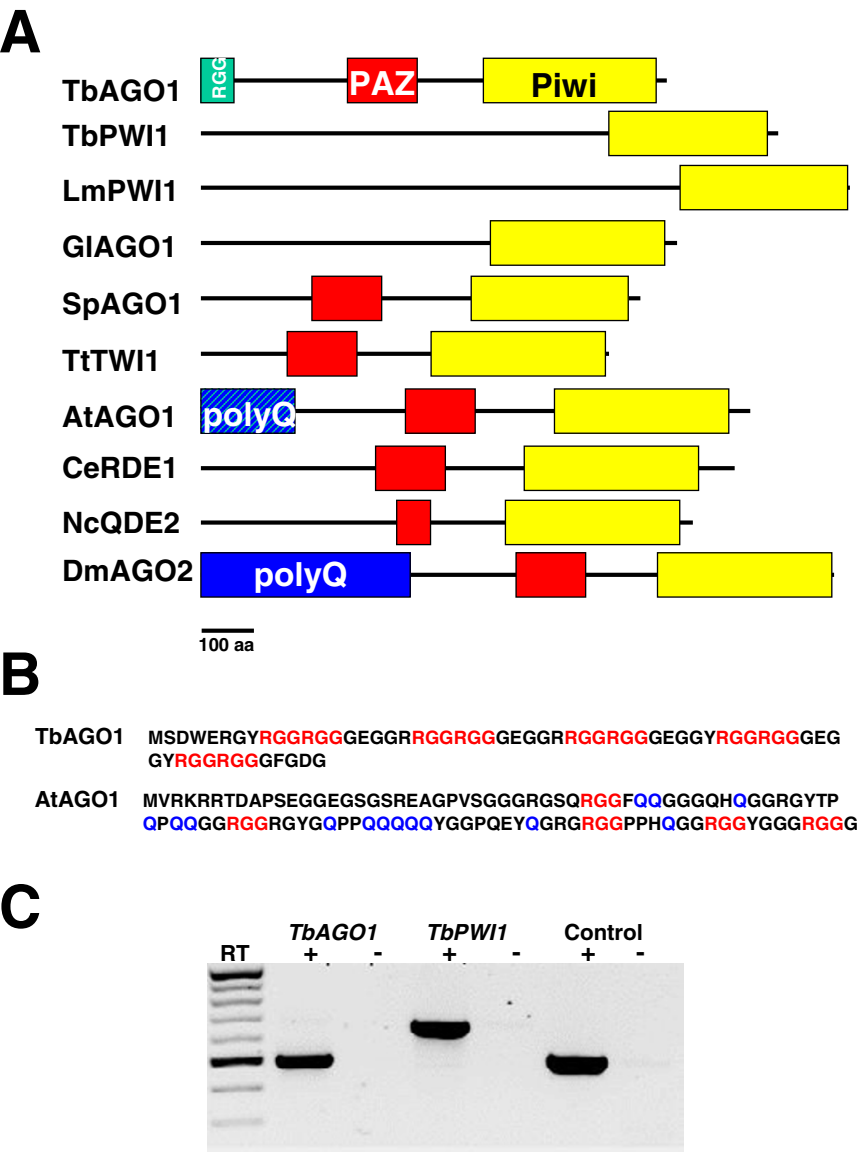 A
TbAGO1 RGG PAZ Piwi
TbPWI1
LmPWI1
GlAGO1
SpAGO1
TtTWI1
AtAGO1 polyQ
CeRDE1
NcQDE2
DmAGO2 polyQ
100 aa
B
TbAGO1 MSDWERGYRGGRGGGEGGRRGGRGGGEGGRRGGRGGGEGGYRGGRGGGEG
GYRGGRGGGFGDG
AtAGO1 MVRKRRTDAPSEGGEGSGSREAGPVSGGGRGSQRGGFQQGGGQHQGGRGYTP
QPQQGGRGGRGYGQPPQQQQQYGGPQEYQGRGRGGPPHQGGRGGYGGGRGGG
C
TbAGO1 TbPWI1 Control
RT + - + - + -